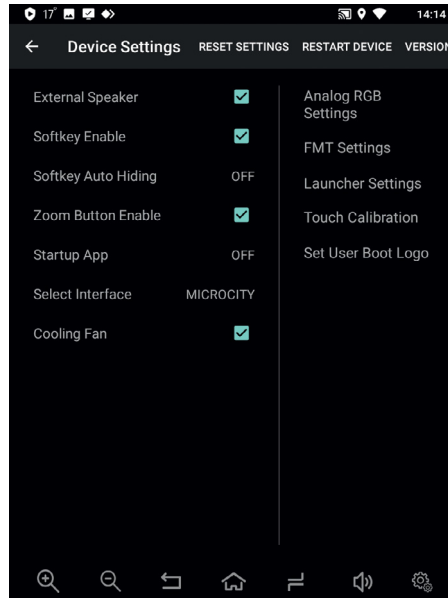 17° 14:14
Device Settings RESET SETTINGS RESTART DEVICE VERSION
External Speaker
Softkey Enable
Softkey Auto Hiding OFF
Zoom Button Enable
Startup App OFF
Select Interface MICROCITY
Cooling Fan
Analog RGB
Settings
FMT Settings
Launcher Settings
Touch Calibration
Set User Boot Logo